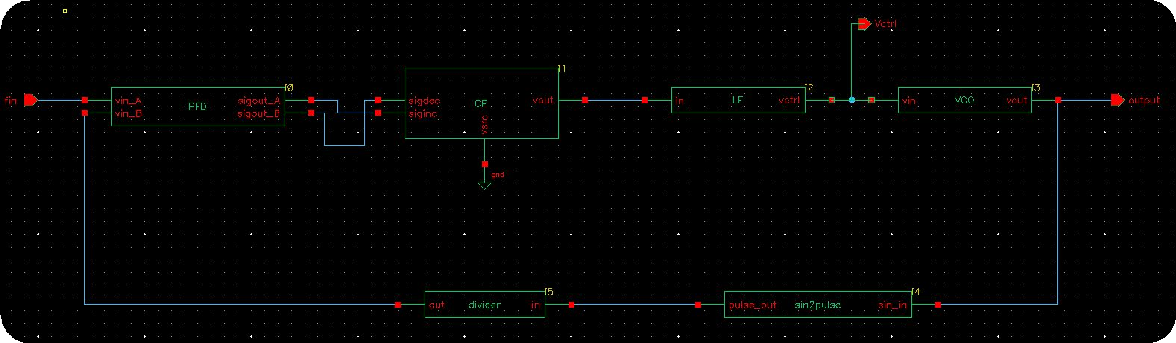 Vctrl
fin
vin_A
vin_B
PFD
sigout_A
sigout_B
I0
sigdec
siginc
CP
vout
vsrc
I1
gnd
in
LF
vctrl
I2
vin
VCO
vout
I3
output
out
divider
in
I5
pulse_out
sin2pulse
sin_in
I4